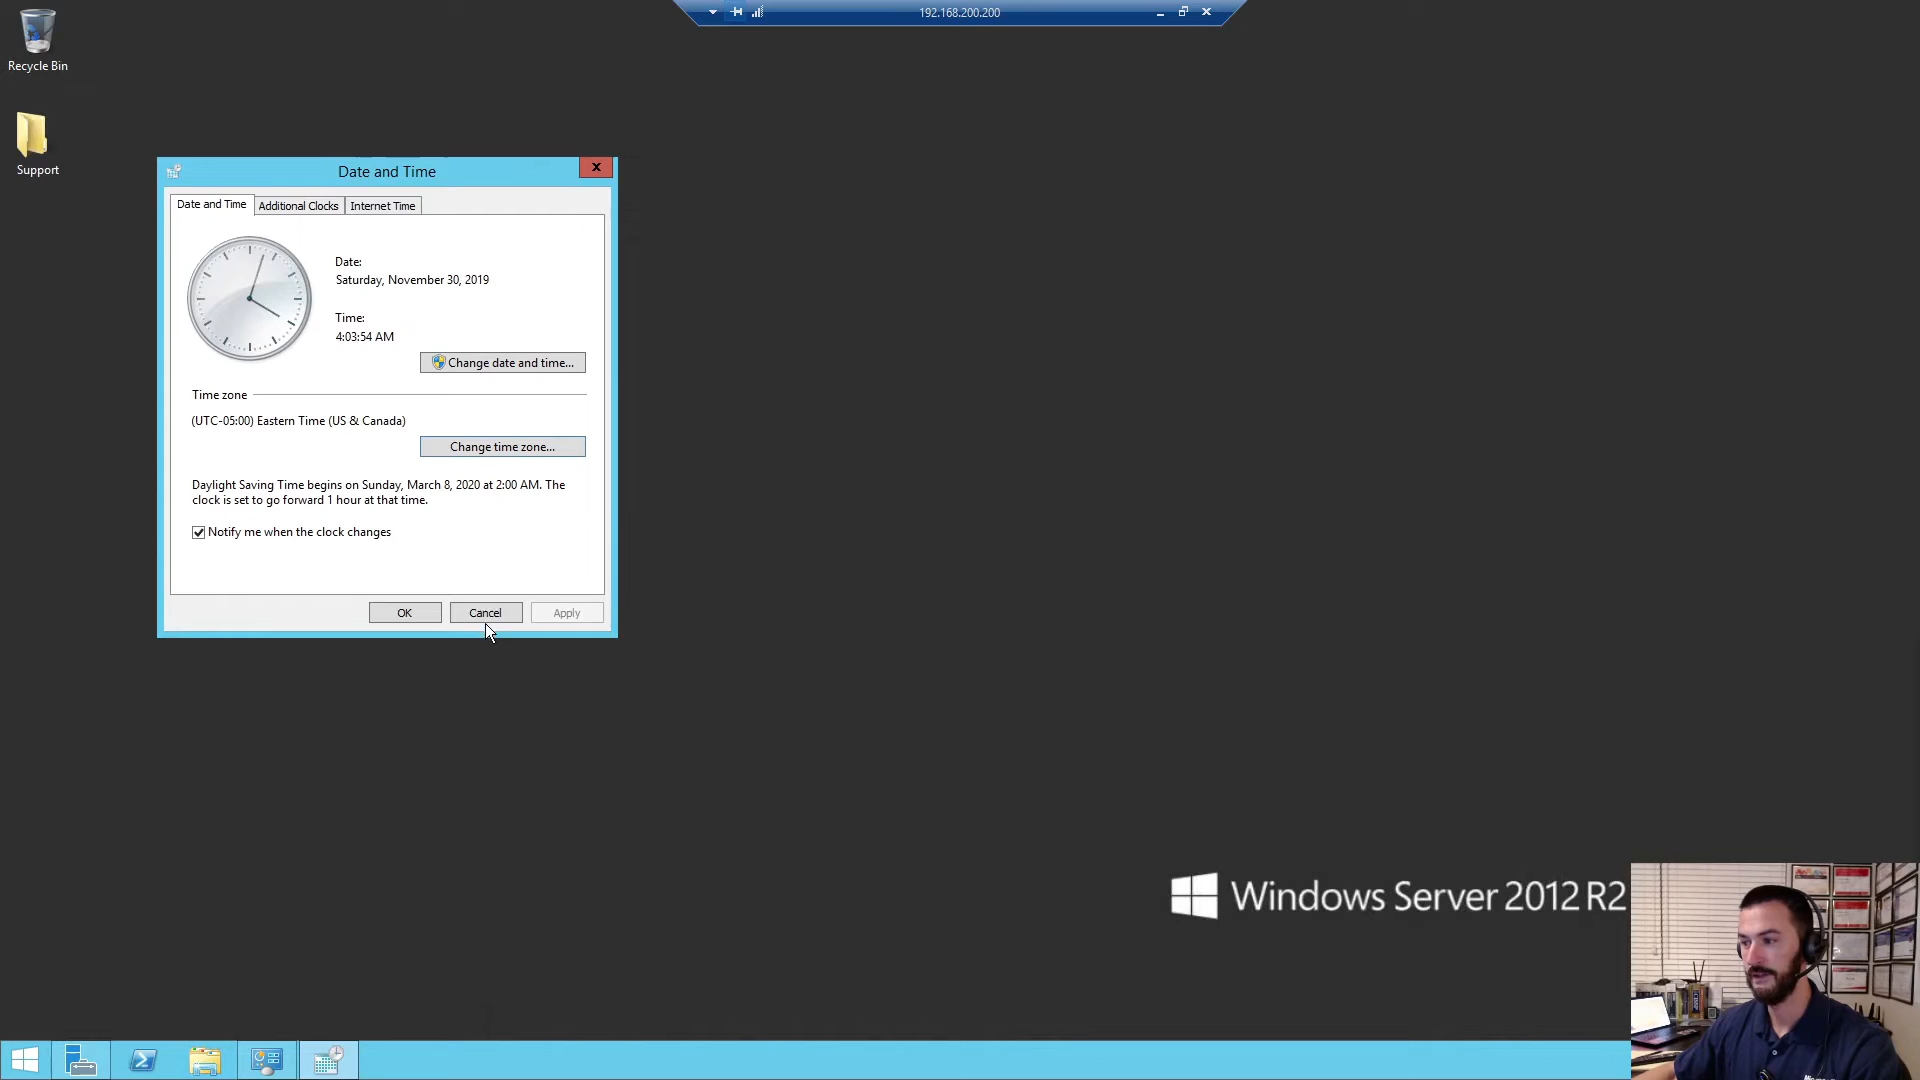 192.168.200.200
Recycle Bin
Support
Date and Time
x
Date and Time
Additional Clocks
Internet Time
Date:
Saturday, November 30, 2019
Time:
4:03:54 AM
Change date and time...
Time zone
(UTC-05:00) Eastern Time (US & Canada)
Change time zone...
Daylight Saving Time begins on Sunday, March 8, 2020 at 2:00 AM. The
clock is set to go forward 1 hour at that time.
Notify me when the clock changes
OK
Cancel
Apply
Windows Server 2012 R2